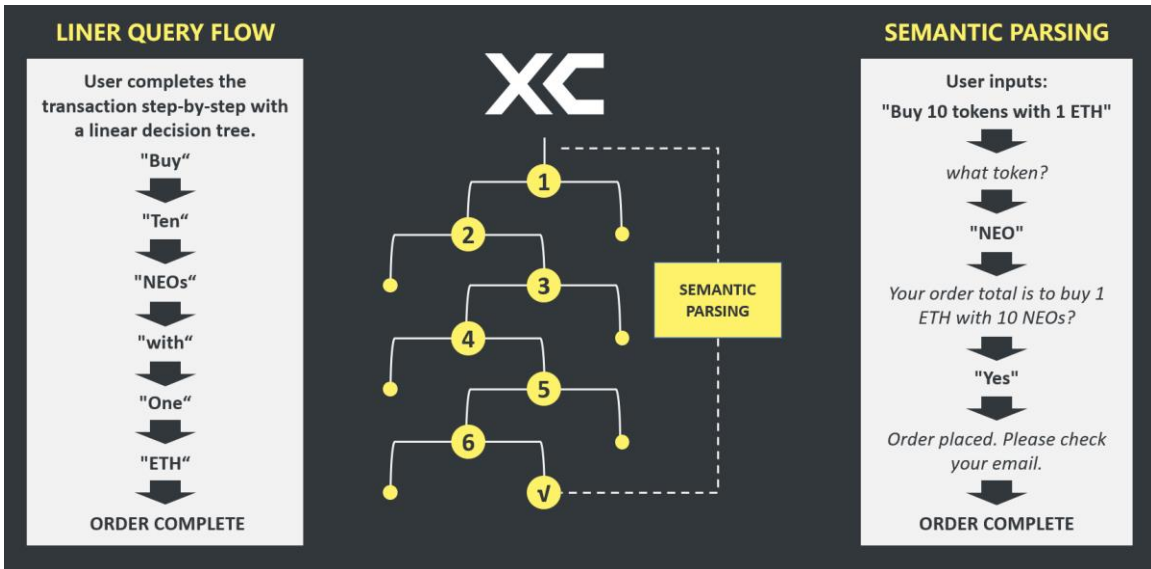 LINER QUERY FLOW
User completes the
transaction step-by-step with
a linear decision tree.
"Buy“
"Ten“
"NEOs“
"with“
"One“
"ETH“
ORDER COMPLETE
XC
1
2
3
4
5
6
√
SEMANTIC
PARSING
SEMANTIC PARSING
User inputs:
"Buy 10 tokens with 1 ETH"
what token?
"NEO"
Your order total is to buy 1
ETH with 10 NEOs?
"Yes"
Order placed. Please check
your email.
ORDER COMPLETE